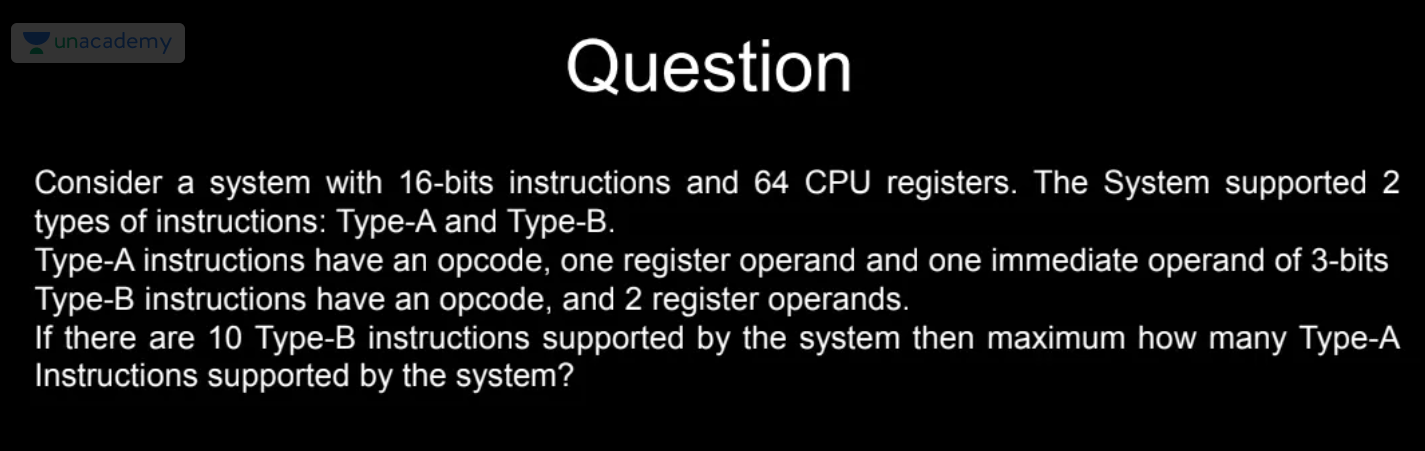 unacademy
Question
Consider a system with 16-bits instructions and 64 CPU registers. The System supported 2
types of instructions: Type-A and Type-B.
Type-A instructions have an opcode, one register operand and one immediate operand of 3-bits
Type-B instructions have an opcode, and 2 register operands.
If there are 10 Type-B instructions supported by the system then maximum how many Type-A
Instructions supported by the system?